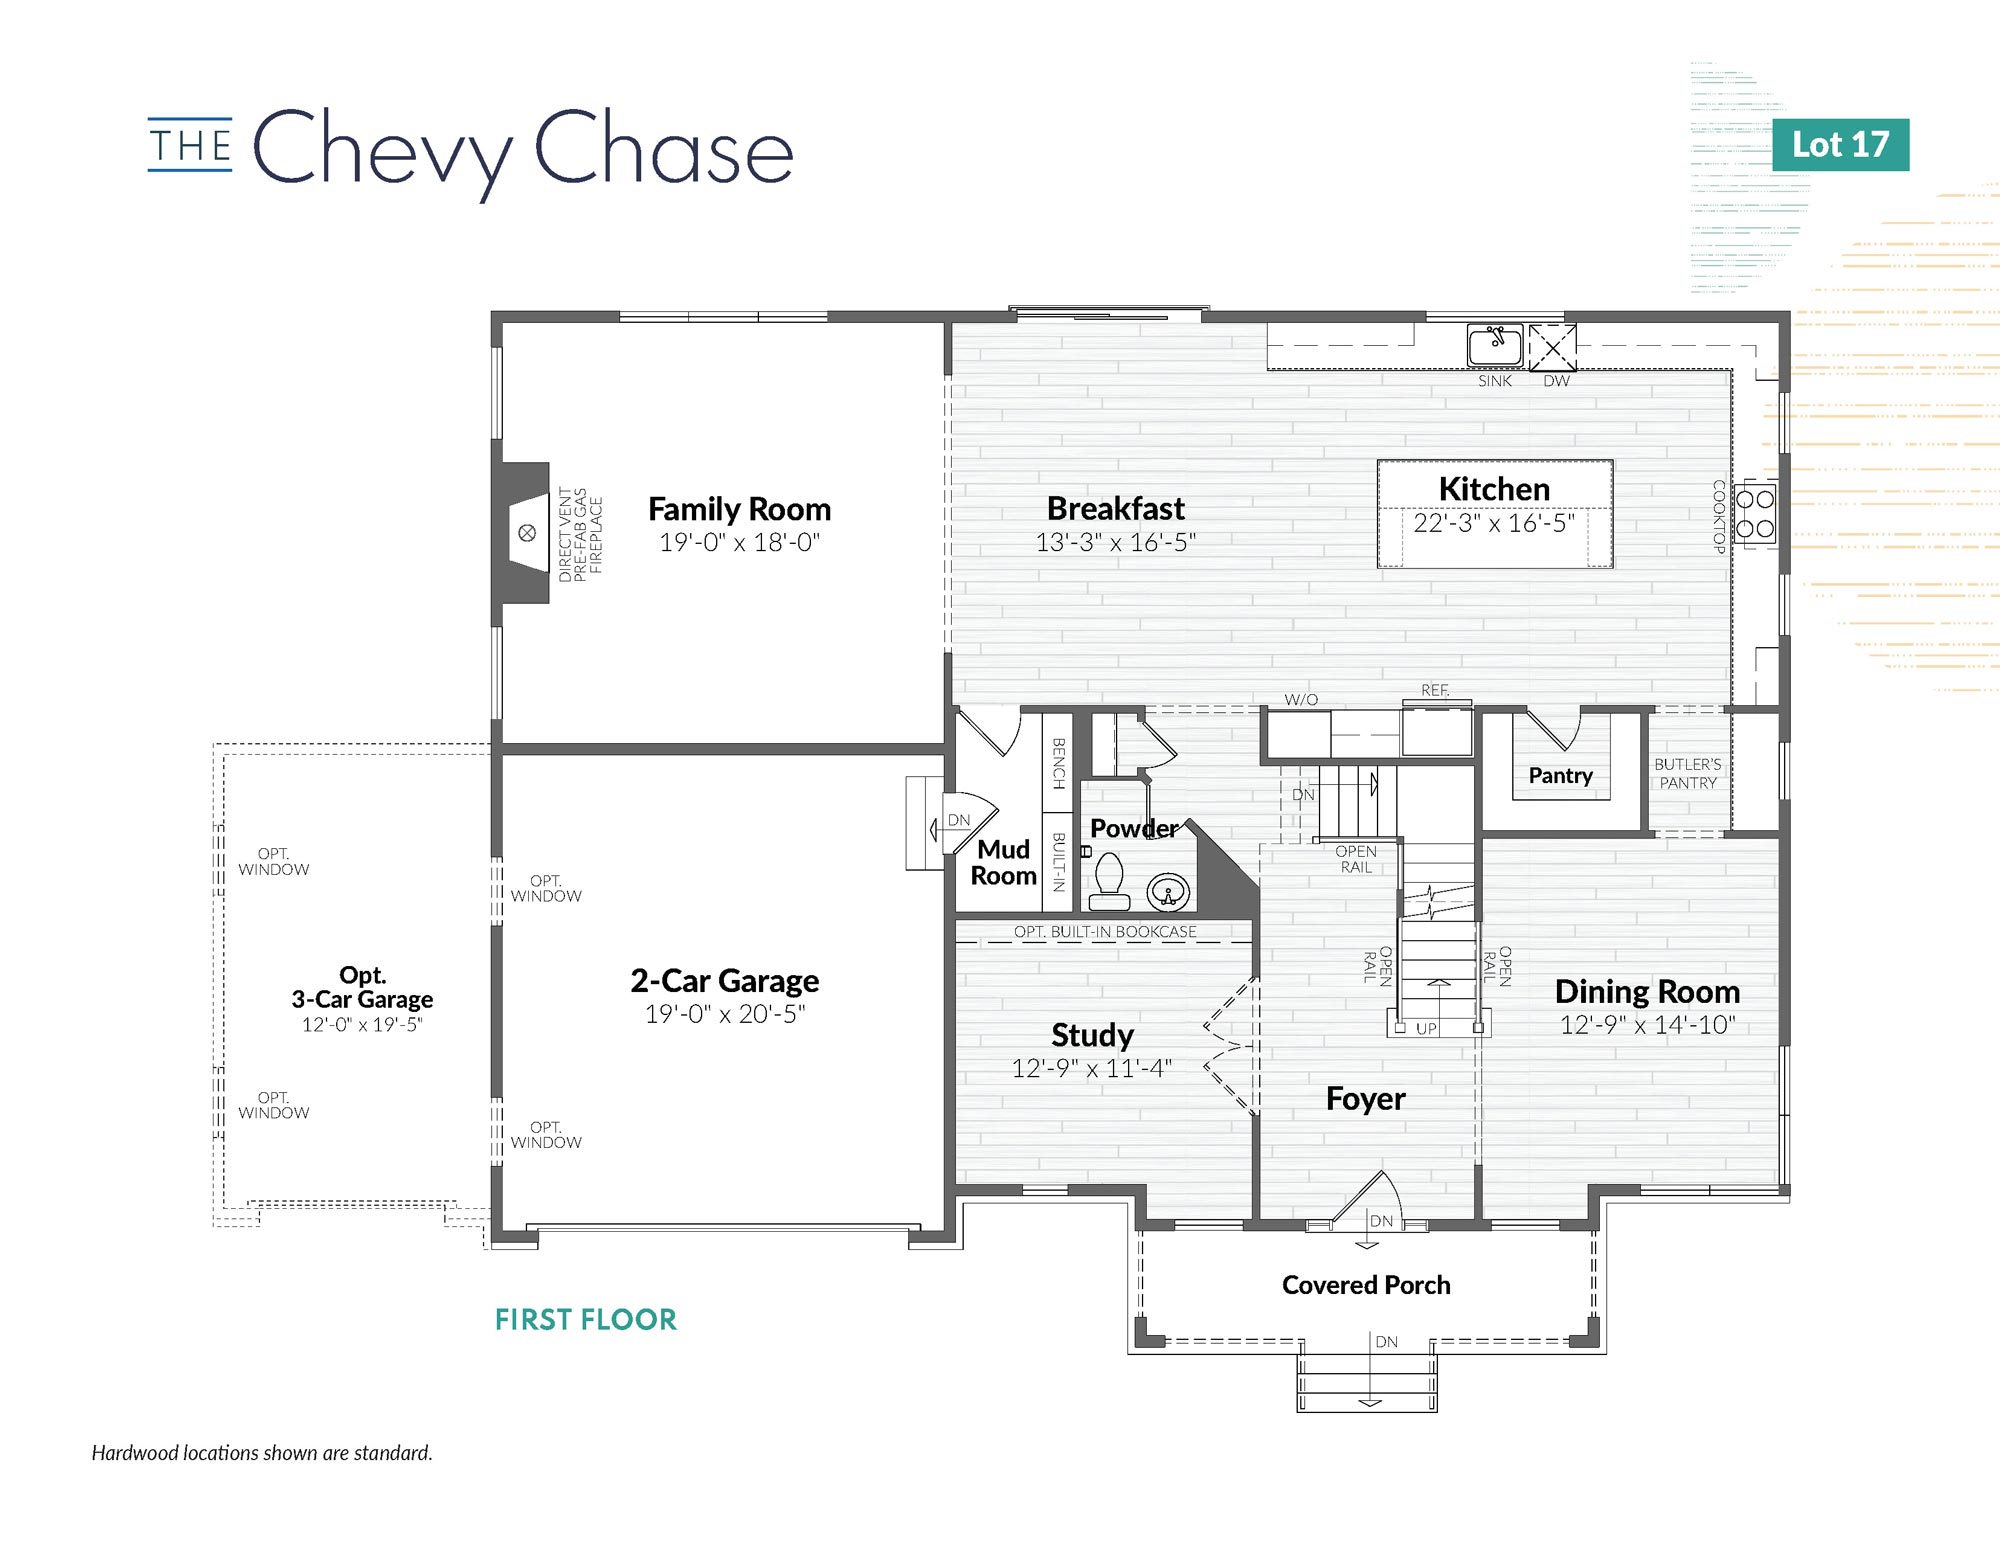 THE Chevy Chase
Lot 17
SINK
DW
Family Room
19'-0" x 18'-0"
DIRECT VENT
PRE-FAB GAS
FIREPLACE
Breakfast
13'-3" x 16'-5"
Kitchen
22'-3" x 16'-5"
COOKTOP
W/O
REF.
BENCH
BUILT-IN
Pantry
BUTLER'S
PANTRY
DN
DN
Powder
Mud
Room
OPEN
RAIL
OPT.
WINDOW
OPT.
WINDOW
OPT. BUILT-IN BOOKCASE
OPEN
RAIL
OPEN
RAIL
Opt.
3-Car Garage
12'-0" x 19'-5"
2-Car Garage
19'-0" x 20'-5"
Study
12'-9" x 11'-4"
UP
Dining Room
12'-9" x 14'-10"
Foyer
OPT.
WINDOW
OPT.
WINDOW
DN
Covered Porch
DN
FIRST FLOOR
Hardwood locations shown are standard.